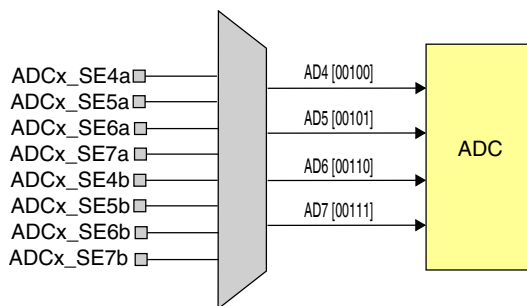 ADCx_SE4a
ADCx_SE5a
ADCx_SE6a
ADCx_SE7a
ADCx_SE4b
ADCx_SE5b
ADCx_SE6b
ADCx_SE7b
AD4 [00100]
AD5 [00101]
AD6 [00110]
AD7 [00111]
ADC